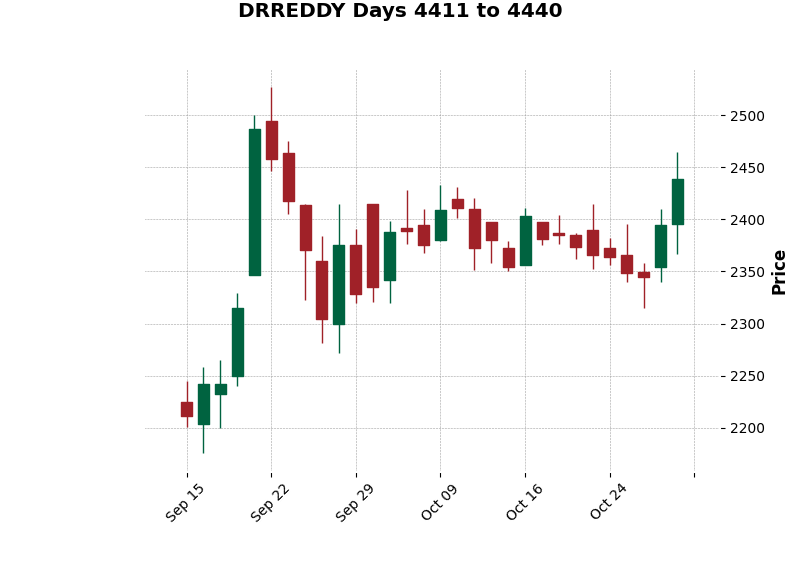 DRREDDY Days 4411 to 4440
2500
2450
2400
2350
2300
2250
2200
Price
Sep 15
Sep 22
Sep 29
Oct 09
Oct 16
Oct 24